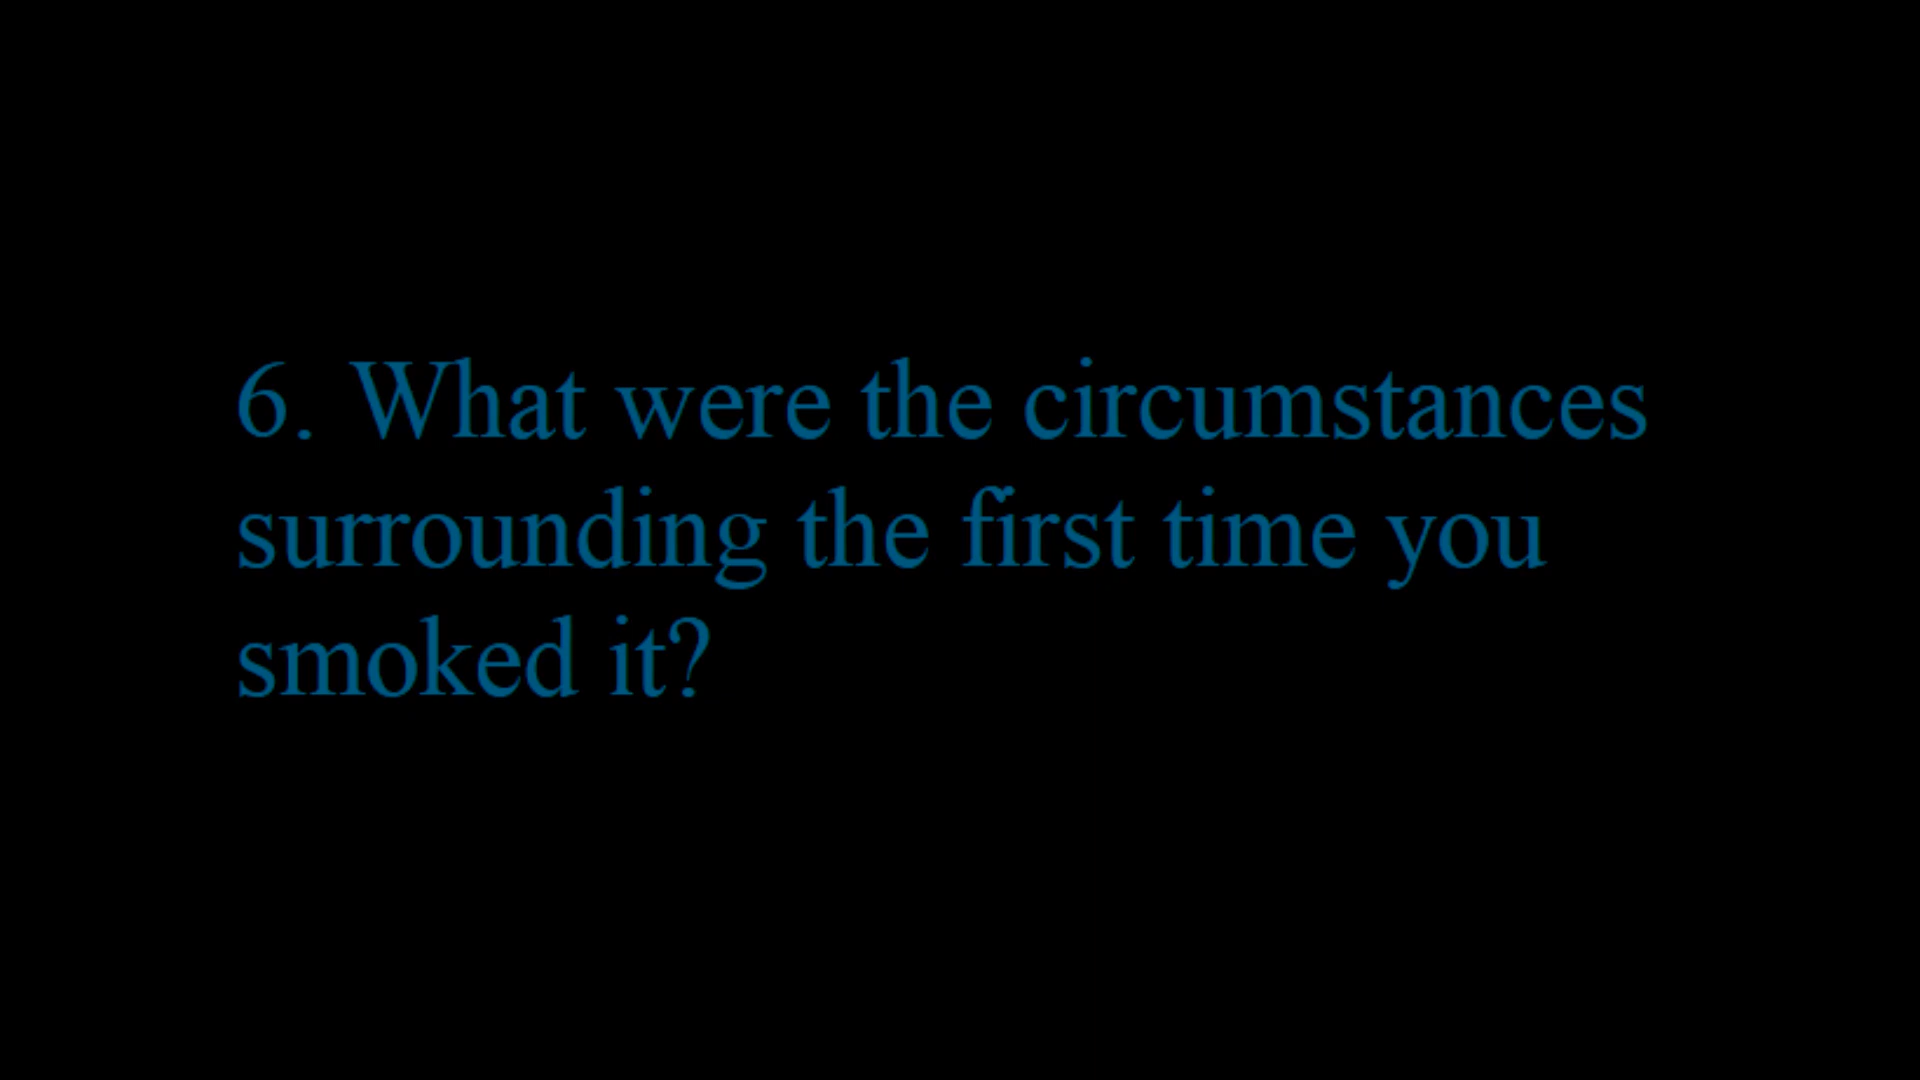 6. What were the circumstances
surrounding the first time you
smoked it?